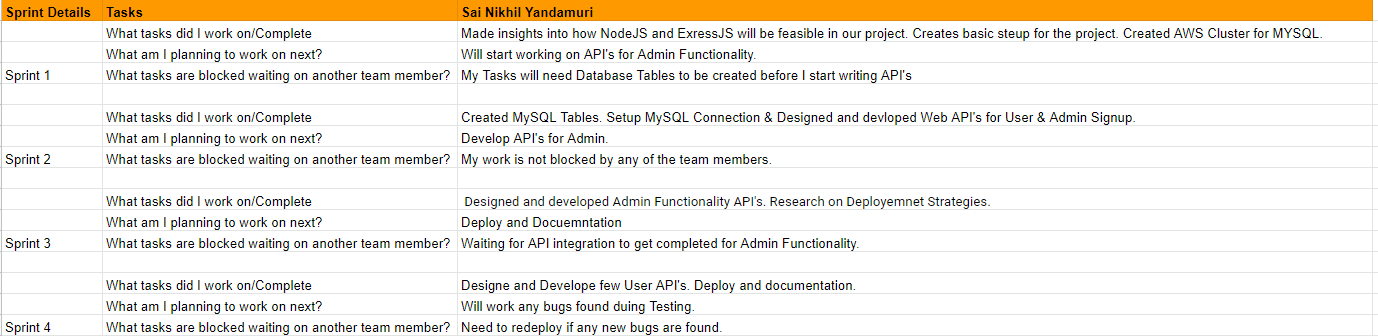 Sprint Details Tasks Sai Nikhil Yandamuri
What tasks did I work on/Complete Made insights into how NodeJS and ExressJS will be feasible in our project. Creates basic steup for the project. Created AWS Cluster for MYSQL.
What am I planning to work on next? Will start working on API's for Admin Functionality.
Sprint 1 What tasks are blocked waiting on another team member? My Tasks will need Database Tables to be created before I start writing API's
What tasks did I work on/Complete Created MySQL Tables. Setup MySQL Connection & Designed and devloped Web API's for User & Admin Signup.
What am I planning to work on next? Develop API's for Admin.
Sprint 2 What tasks are blocked waiting on another team member? My work is not blocked by any of the team members.
What tasks did I work on/Complete Designed and developed Admin Functionality API's. Research on Deployemnet Strategies.
What am I planning to work on next? Deploy and Docuemntation
Sprint 3 What tasks are blocked waiting on another team member? Waiting for API integration to get completed for Admin Functionality.
What tasks did I work on/Complete Designe and Develope few User API's. Deploy and documentation.
What am I planning to work on next? Will work any bugs found duing Testing.
Sprint 4 What tasks are blocked waiting on another team member? Need to redeploy if any new bugs are found.